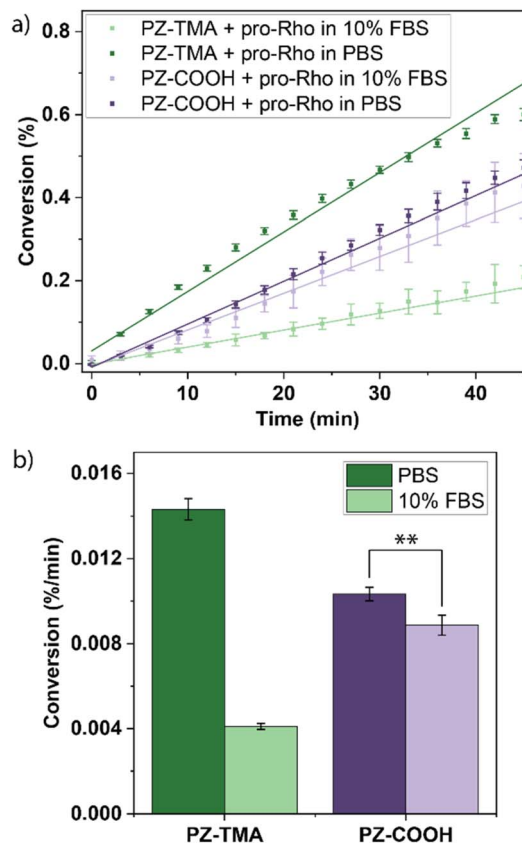 a)
0.8
PZ-TMA + pro-Rho in 10% FBS
PZ-TMA + pro-Rho in PBS
PZ-COOH + pro-Rho in 10% FBS
PZ-COOH + pro-Rho in PBS
0.6
0.4
0.2
0.0
Conversion (%)
0 10 20 30 40
Time (min)
b)
0.016
PBS
10% FBS
0.012
**
0.008
0.004
0.000
Conversion (%/min)
PZ-TMA PZ-COOH